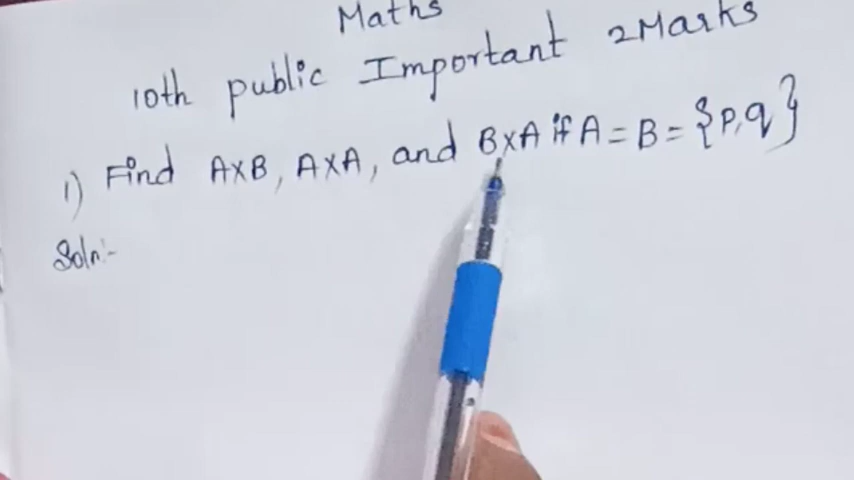 Maths
10th public Important 2Marks
1) Find A×B, A×A, and B×A if A = B = {p,q}
Soln:-